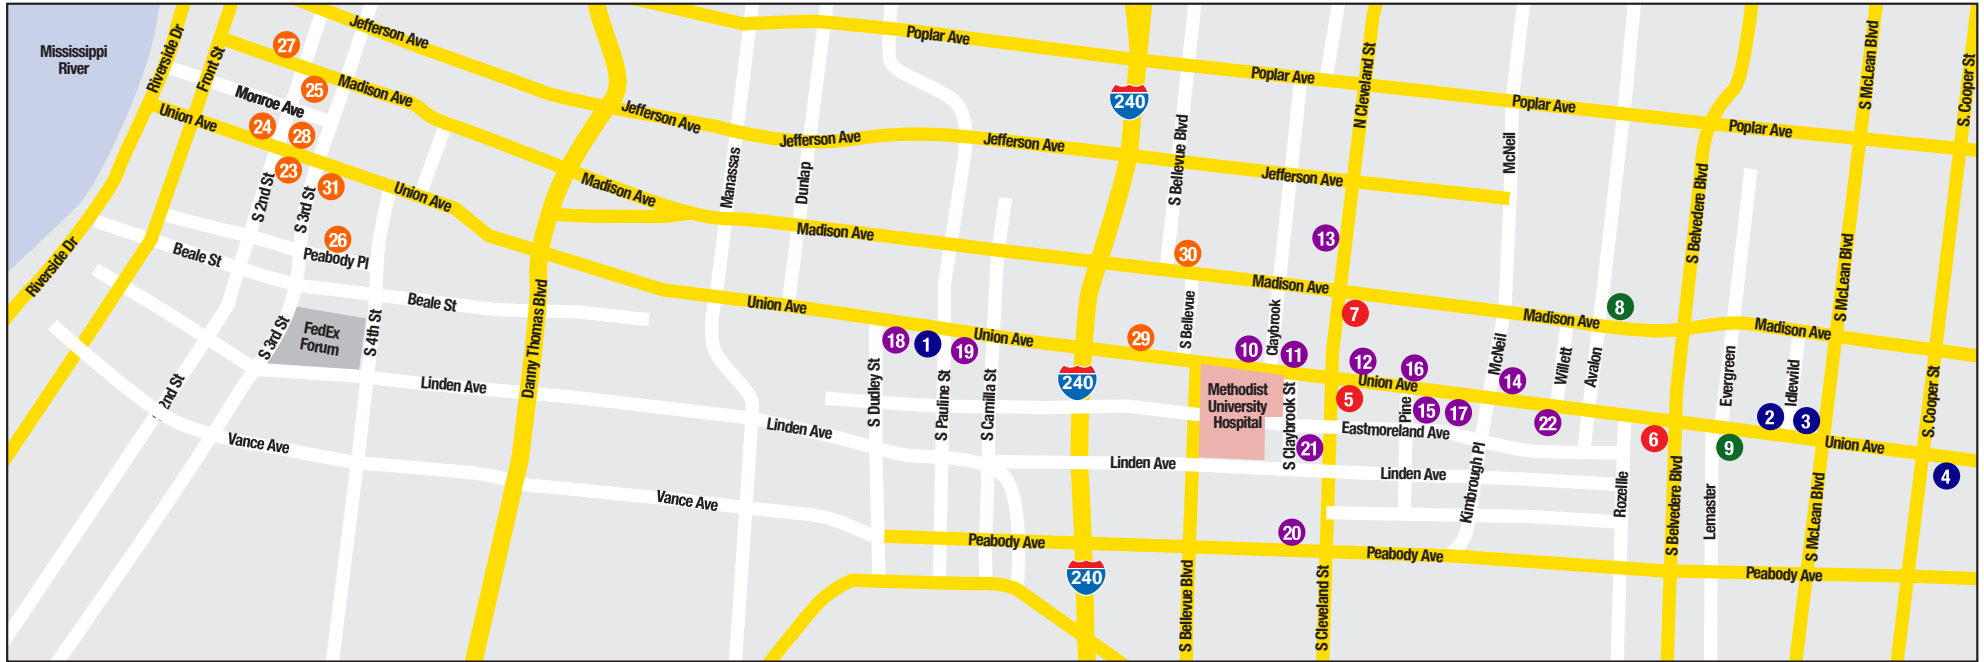 Mississippi
River
Riverside Dr
Front St
27
Jefferson Ave
25
Madison Ave
Monroe Ave
Union Ave
24
28
23
31
S 2nd St
S 3rd St
26
Peabody Pl
Union Ave
Riverside Dr
Beale St
Beale St
FedEx
Forum
S 3rd St
S 4th St
2nd St
Linden Ave
Vance Ave
Danny Thomas Blvd
Jefferson Ave
Madison Ave
Manassas
Dunlap
Jefferson Ave
Poplar Ave
Jefferson Ave
Madison Ave
Union Ave
18
1
19
Union Ave
S Dudley St
S Pauline St
S Camilla St
Linden Ave
Vance Ave
Peabody Ave
240
240
240
Poplar Ave
S Bellevue Blvd
Jefferson Ave
N Cleveland St
13
30
Madison Ave
S Bellevue
29
Claybrook
10
11
7
12
16
Union Ave
5
Methodist
University
Hospital
S Claybrook St
21
Pine
15
17
Eastmoreland Ave
Linden Ave
Linden Ave
Kimbrough Pl
20
Peabody Ave
S Bellevue Blvd
S Cleveland St
Poplar Ave
McNeil
McNeil
14
Madison Ave
8
Willett
Avalon
22
6
Rozellle
S Belvedere Blvd
S Belvedere Blvd
Poplar Ave
S McLean Blvd
S. Cooper St
S McLean Blvd
Madison Ave
Evergreen
Idlewild
2
3
9
Union Ave
S. Cooper St
4
Lemaster
S McLean Blvd
Peabody Ave